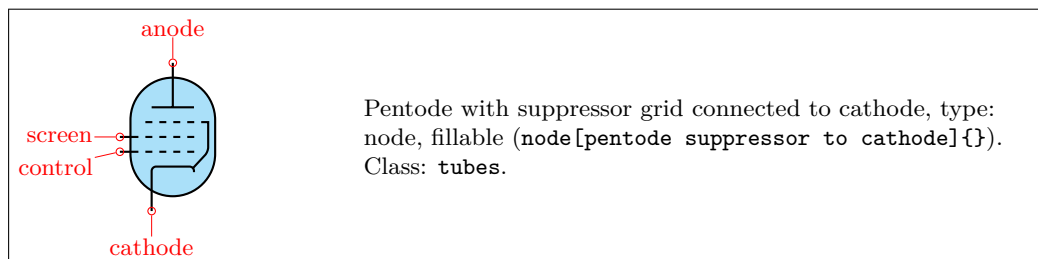 anode
screen
control
cathode
Pentode with suppressor grid connected to cathode, type:
node, fillable (node[pentode suppressor to cathode]{}).
Class: tubes.